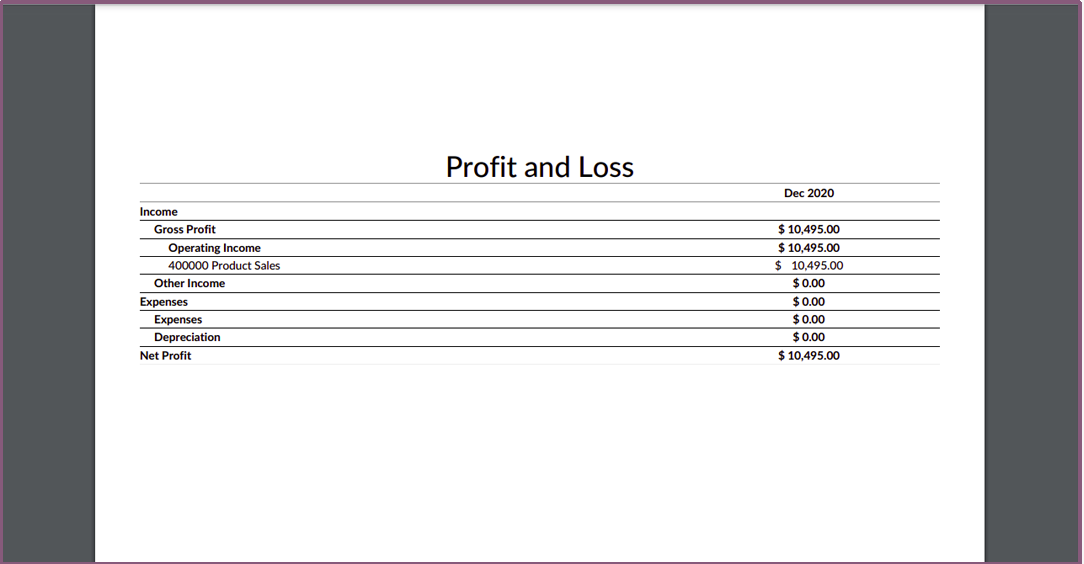 Profit and Loss
Dec 2020
Income
Gross Profit $ 10,495.00
Operating Income $ 10,495.00
400000 Product Sales $ 10,495.00
Other Income $ 0.00
Expenses $ 0.00
Expenses $ 0.00
Depreciation $ 0.00
Net Profit $ 10,495.00